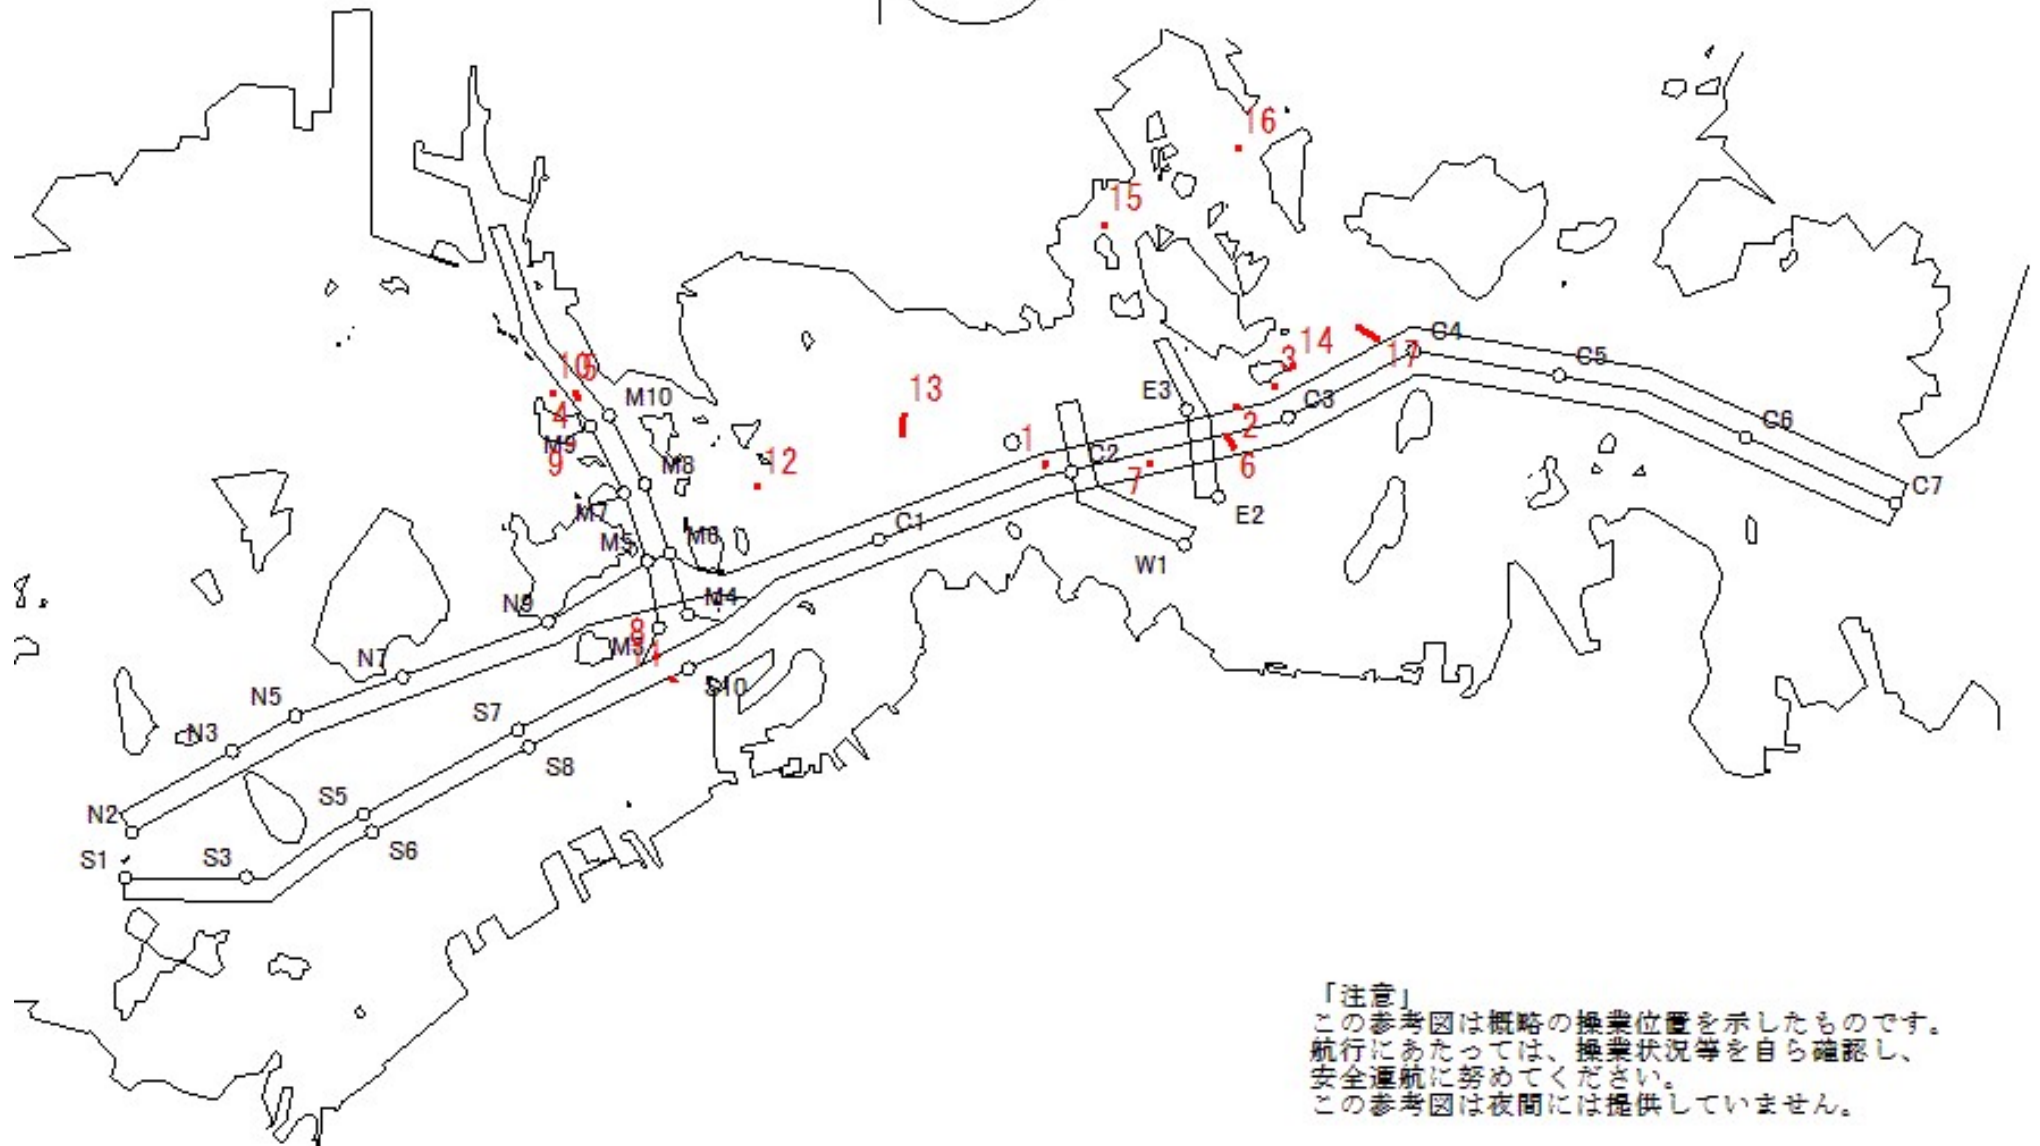 16
15
14
3
C4
17
C5
10
5
M10
4
13
E3
C3
C6
M9
9
1
2
12
M8
C2
7
6
C7
M7
E2
C1
M5
M6
W1
N9
M4
8
M3
11
N7
S10
N5
S7
N3
S8
S5
N2
S6
S1
S3
「注意」
この参考図は概略の操業位置を示したものです。
航行にあたっては、操業状況等を自ら確認し、
安全運航に努めてください。
この参考図は夜間には提供していません。